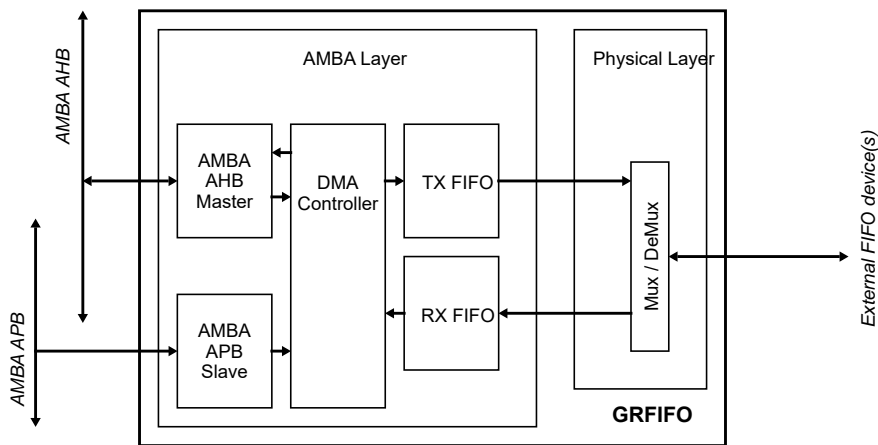 AMBA AHB
AMBA APB
AMBA Layer
Physical Layer
AMBA
AHB
Master
DMA
Controller
TX FIFO
RX FIFO
AMBA
APB
Slave
Mux / DeMux
External FIFO device(s)
GRFIFO